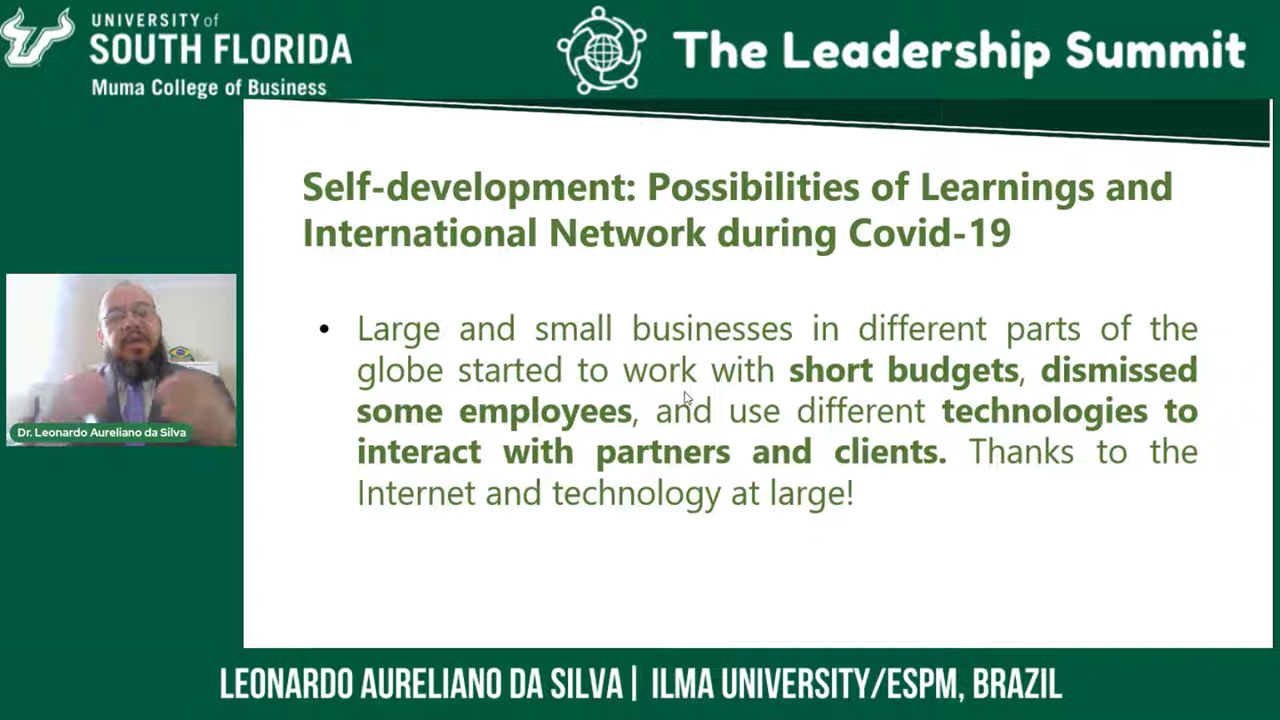 UNIVERSITY of
SOUTH FLORIDA
Muma College of Business
The Leadership Summit
Self-development: Possibilities of Learnings and
International Network during Covid-19
• Large and small businesses in different parts of the
globe started to work with short budgets, dismissed
some employees, and use different technologies to
interact with partners and clients. Thanks to the
Internet and technology at large!
Dr. Leonardo Aureliano da Silva
LEONARDO AURELIANO DA SILVA| ILMA UNIVERSITY/ESPM, BRAZIL